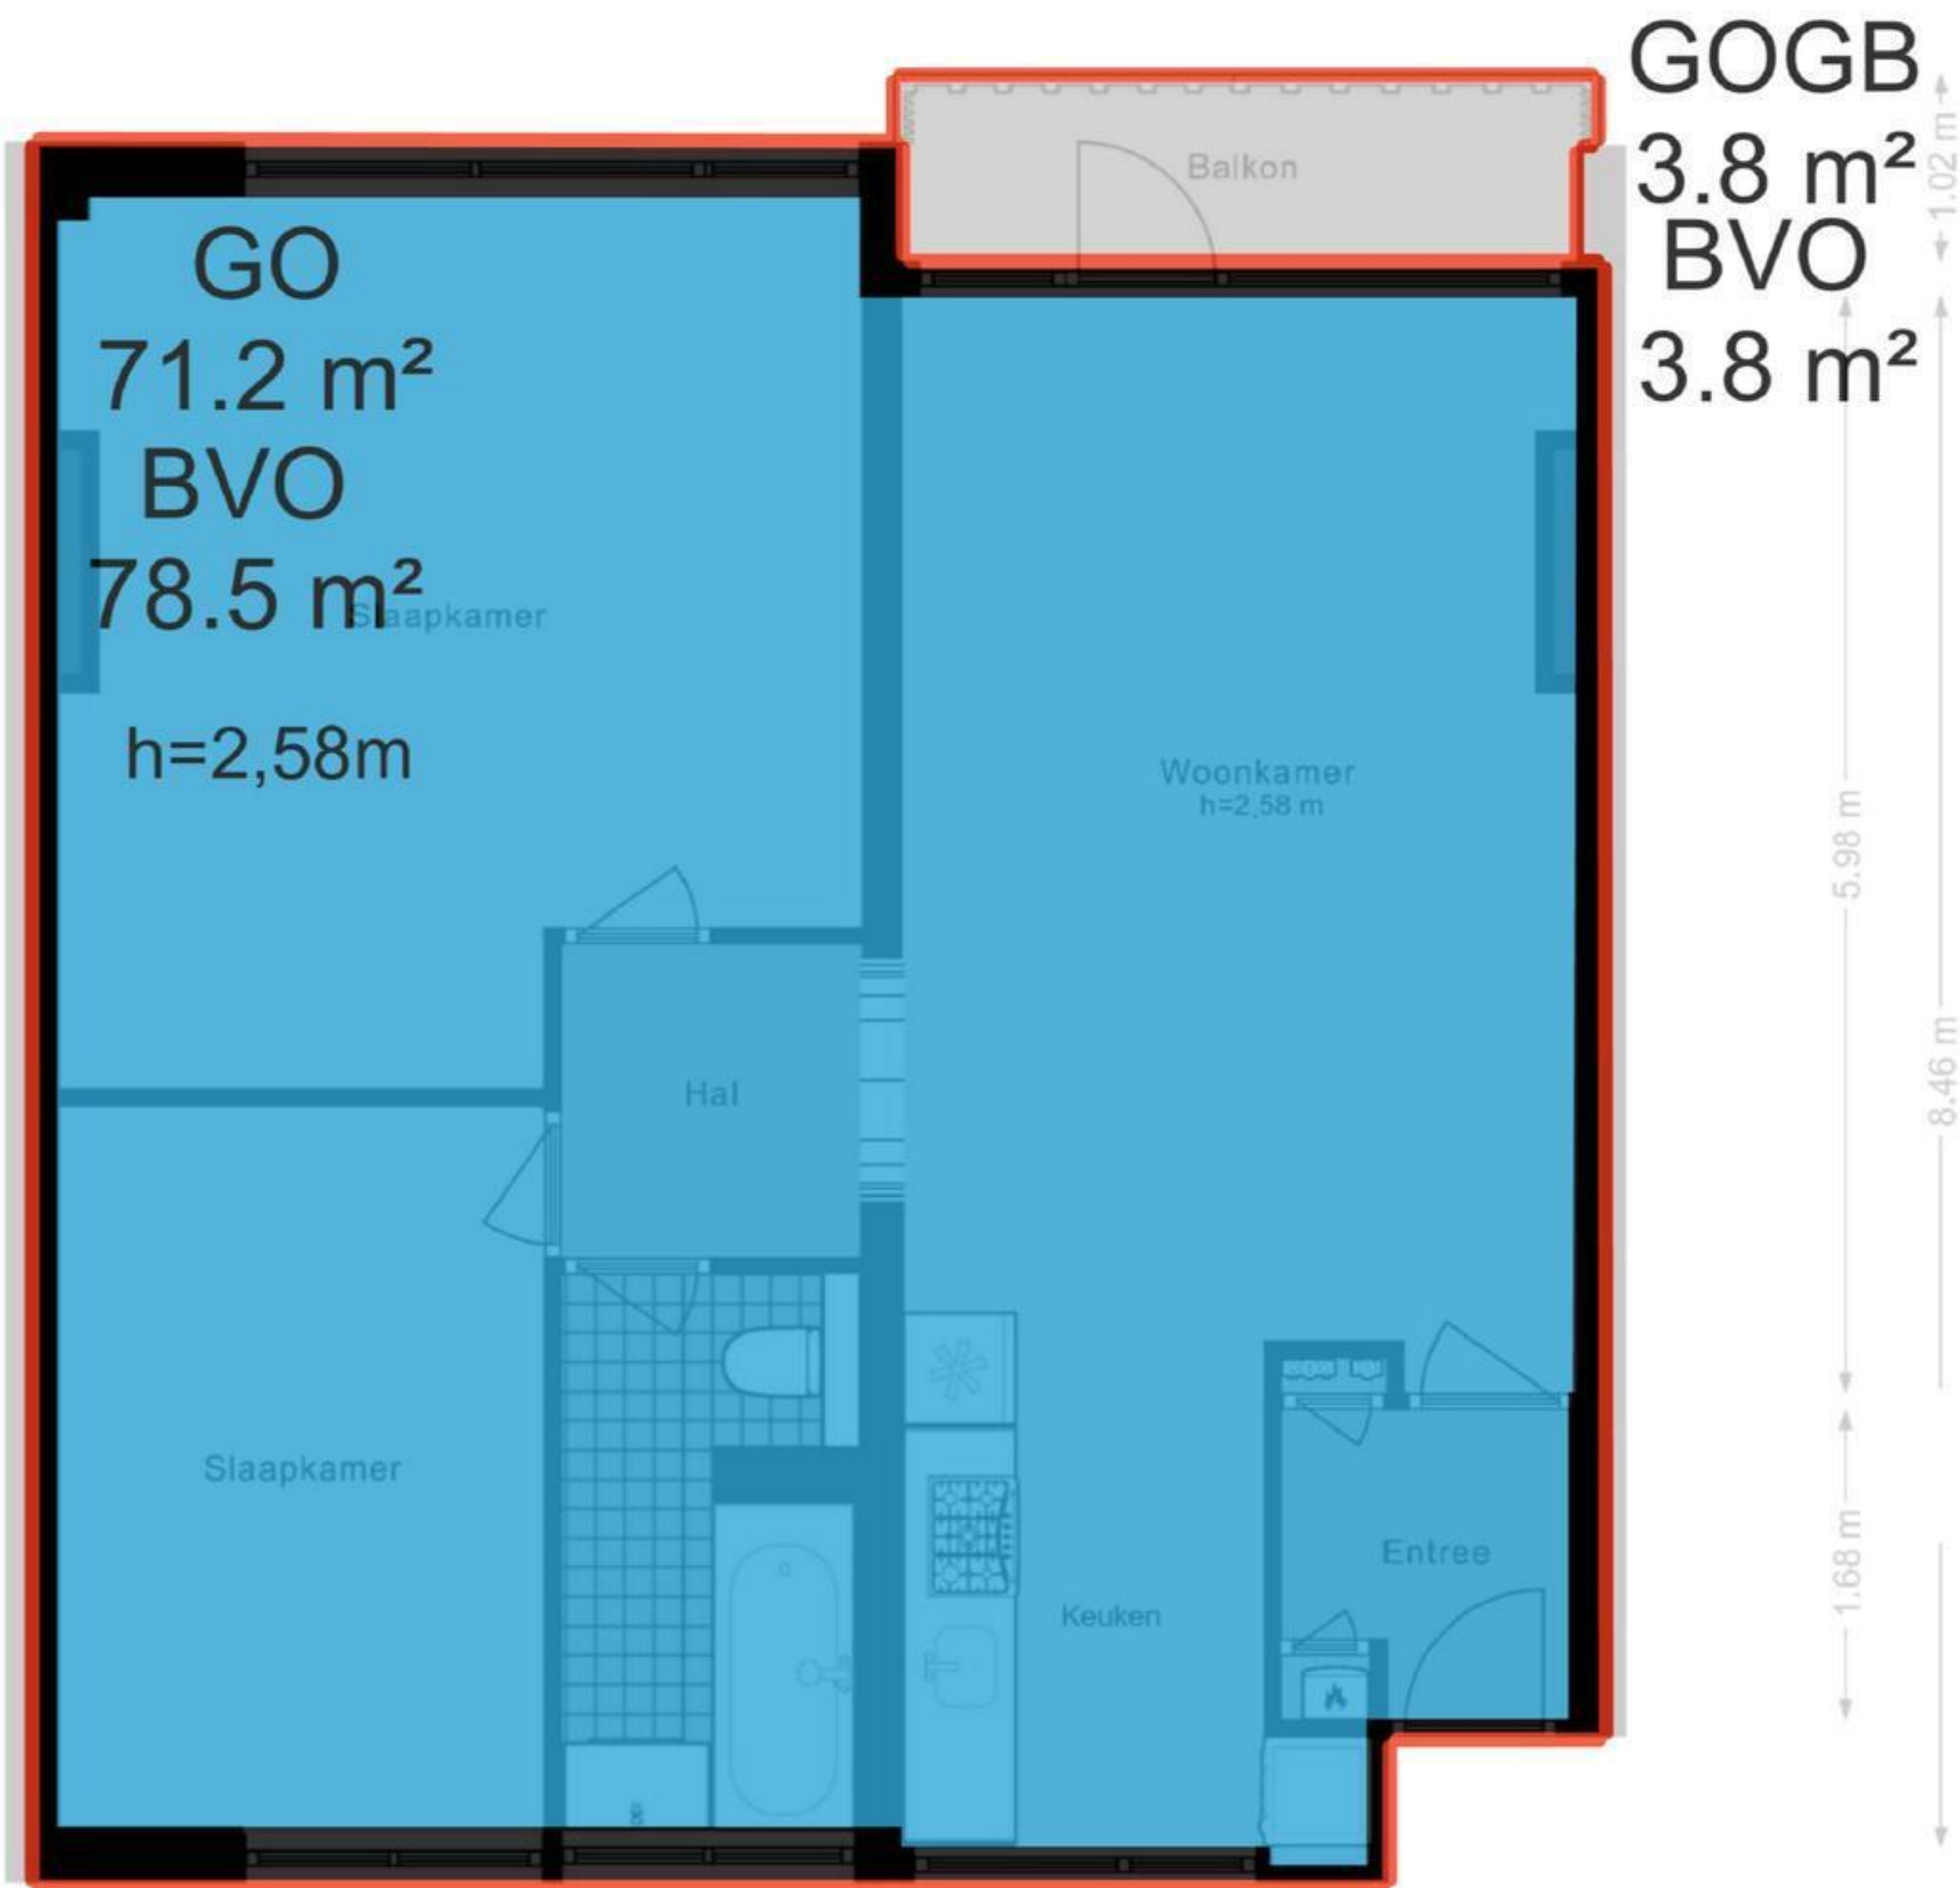 GOGB
3.8 m²
BVO
3.8 m²
1.02 m
Balkon
GO
71.2 m²
BVO
78.5 m²
Slaapkamer
h=2,58m
Woonkamer
h=2,58 m
5.98 m
8.46 m
Hal
Slaapkamer
Entree
1.68 m
Keuken